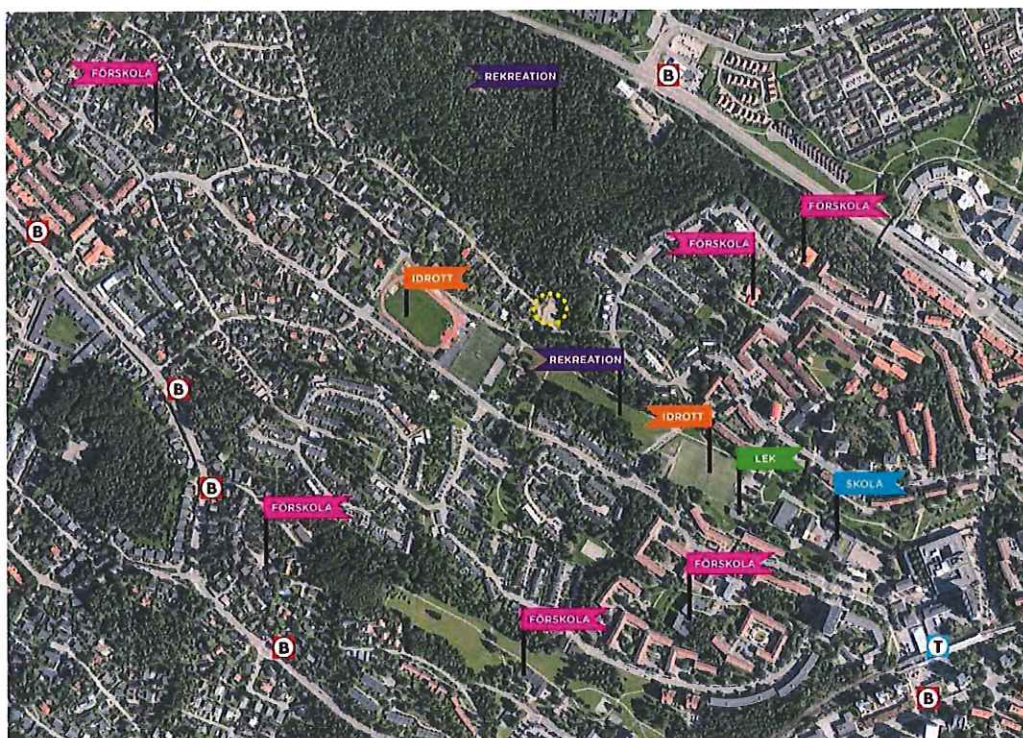 FÖRSKOLA
REKREATION
B
FÖRSKOLA
B
FÖRSKOLA
IDROTT
REKREATION
B
IDROTT
LEK
B
SKOLA
FÖRSKOLA
FÖRSKOLA
FÖRSKOLA
B
T
B